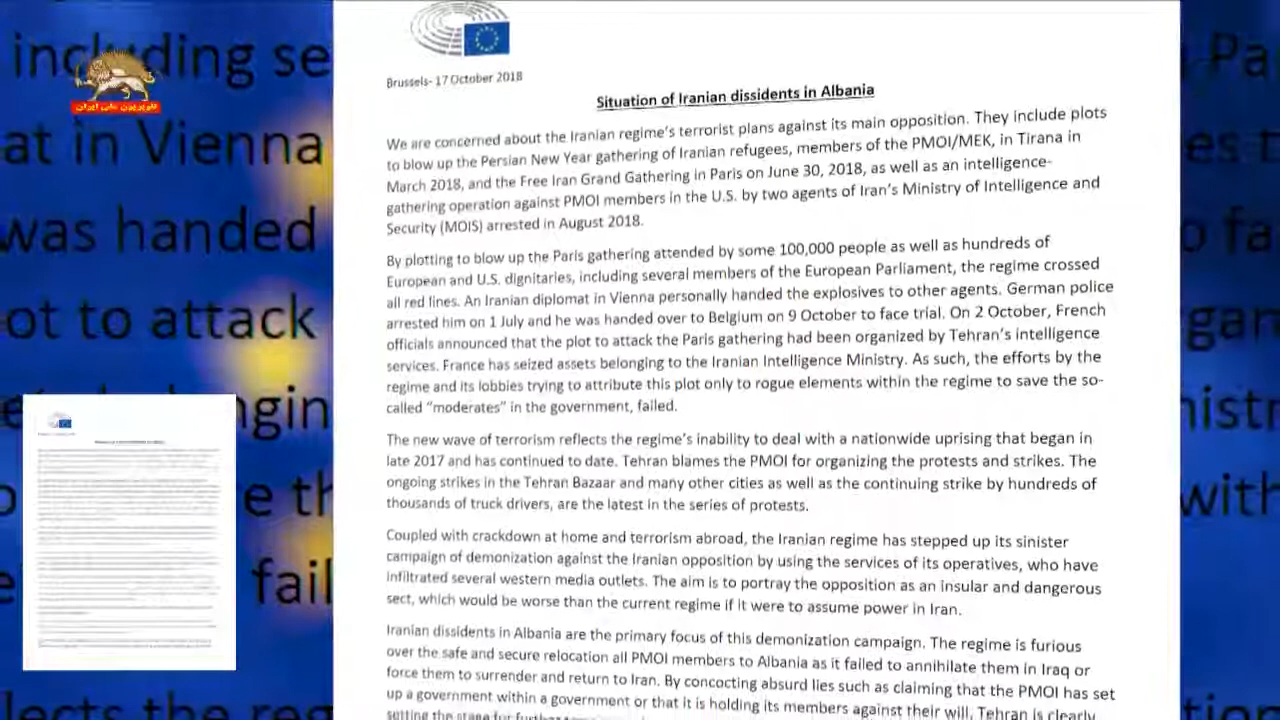 including se
at in Vienna
was handed
ot to attack
fail
lects the reg
تلویزیون ملی ایران
Brussels- 17 October 2018
Situation of Iranian dissidents in Albania
We are concerned about the Iranian regime's terrorist plans against its main opposition. They include plots
to blow up the Persian New Year gathering of Iranian refugees, members of the PMOI/MEK, in Tirana in
March 2018, and the Free Iran Grand Gathering in Paris on June 30, 2018, as well as an intelligence-
gathering operation against PMOI members in the U.S. by two agents of Iran's Ministry of Intelligence and
Security (MOIS) arrested in August 2018.
By plotting to blow up the Paris gathering attended by some 100,000 people as well as hundreds of
European and U.S. dignitaries, including several members of the European Parliament, the regime crossed
all red lines. An Iranian diplomat in Vienna personally handed the explosives to other agents. German police
arrested him on 1 July and he was handed over to Belgium on 9 October to face trial. On 2 October, French
officials announced that the plot to attack the Paris gathering had been organized by Tehran's intelligence
services. France has seized assets belonging to the Iranian Intelligence Ministry. As such, the efforts by the
regime and its lobbies trying to attribute this plot only to rogue elements within the regime to save the so-
called "moderates" in the government, failed.
The new wave of terrorism reflects the regime's inability to deal with a nationwide uprising that began in
late 2017 and has continued to date. Tehran blames the PMOI for organizing the protests and strikes. The
ongoing strikes in the Tehran Bazaar and many other cities as well as the continuing strike by hundreds of
thousands of truck drivers, are the latest in the series of protests.
Coupled with crackdown at home and terrorism abroad, the Iranian regime has stepped up its sinister
campaign of demonization against the Iranian opposition by using the services of its operatives, who have
infiltrated several western media outlets. The aim is to portray the opposition as an insular and dangerous
sect, which would be worse than the current regime if it were to assume power in Iran.
Iranian dissidents in Albania are the primary focus of this demonization campaign. The regime is furious
over the safe and secure relocation all PMOI members to Albania as it failed to annihilate them in Iraq or
force them to surrender and return to Iran. By concocting absurd lies such as claiming that the PMOI has set
up a government within a government or that it is holding its members against their will, Tehran is clearly
setting the stage for further